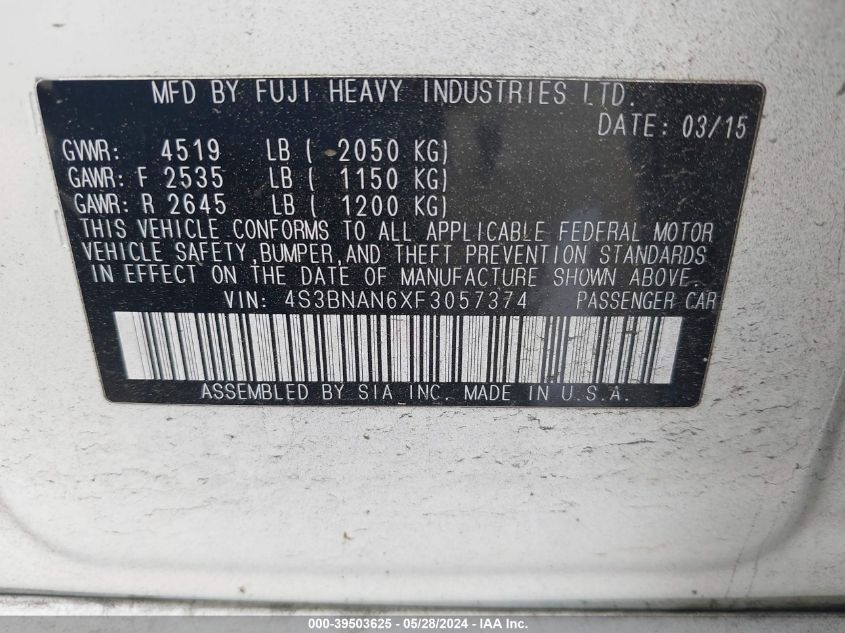 MFD BY FUJI HEAVY INDUSTRIES LTD.
DATE: 03/15
GVWR: 4519 LB ( 2050 KG)
GAWR: F 2535 LB ( 1150 KG)
GAWR: R 2645 LB ( 1200 KG)
THIS VEHICLE CONFORMS TO ALL APPLICABLE FEDERAL MOTOR
VEHICLE SAFETY,BUMPER,AND THEFT PREVENTION STANDARDS
IN EFFECT ON THE DATE OF MANUFACTURE SHOWN ABOVE.
VIN: 4S3BNAN6XF3057374 PASSENGER CAR
ASSEMBLED BY SIA INC. MADE IN U.S.A.
000-39503625 - 05/28/2024 - IAA Inc.